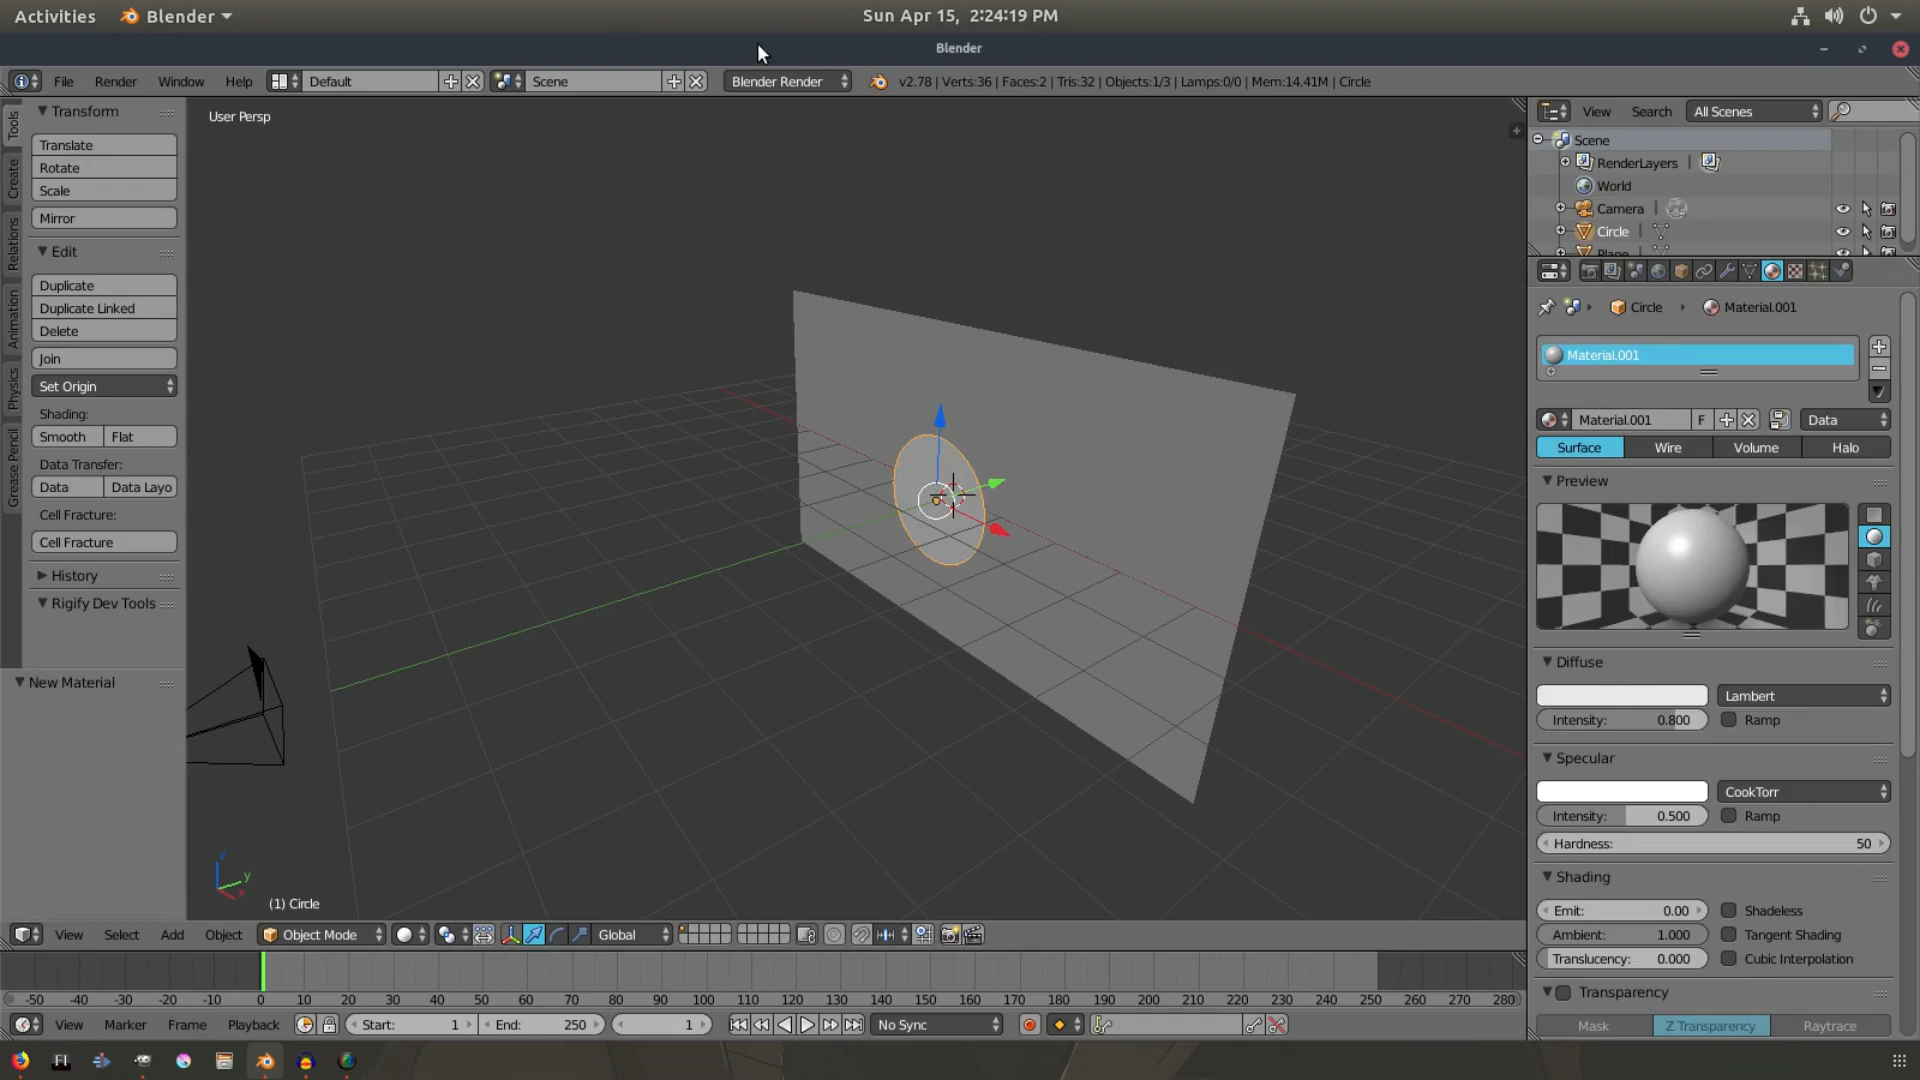 Activities Blender Sun Apr 15, 2:24:19 PM
Blender
File Render Window Help Default Scene Blender Render v2.78 | Verts:36 | Faces:2 | Tris:32 | Objects:1/3 | Lamps:0/0 | Mem:14.41M | Circle
Tools
Create
Relations
Animation
Physics
Grease Pencil
Transform
Translate
Rotate
Scale
Mirror
Edit
Duplicate
Duplicate Linked
Delete
Join
Set Origin
Shading:
Smooth Flat
Data Transfer:
Data Data Layo
Cell Fracture:
Cell Fracture
History
Rigify Dev Tools
New Material
User Persp
z
y
x
(1) Circle
View Search All Scenes
Scene
RenderLayers |
World
Camera |
Circle |
Plane
Circle Material.001
Material.001
Material.001 F Data
Surface Wire Volume Halo
Preview
Diffuse
Lambert
Intensity: 0.800 Ramp
Specular
CookTorr
Intensity: 0.500 Ramp
Hardness: 50
Shading
Emit: 0.00 Shadeless
Ambient: 1.000 Tangent Shading
Translucency: 0.000 Cubic Interpolation
Transparency
Mask Z Transparency Raytrace
View Select Add Object Object Mode Global
-50 -40 -30 -20 -10 0 10 20 30 40 50 60 70 80 90 100 110 120 130 140 150 160 170 180 190 200 210 220 230 240 250 260 270 280
View Marker Frame Playback Start: 1 End: 250 1 No Sync